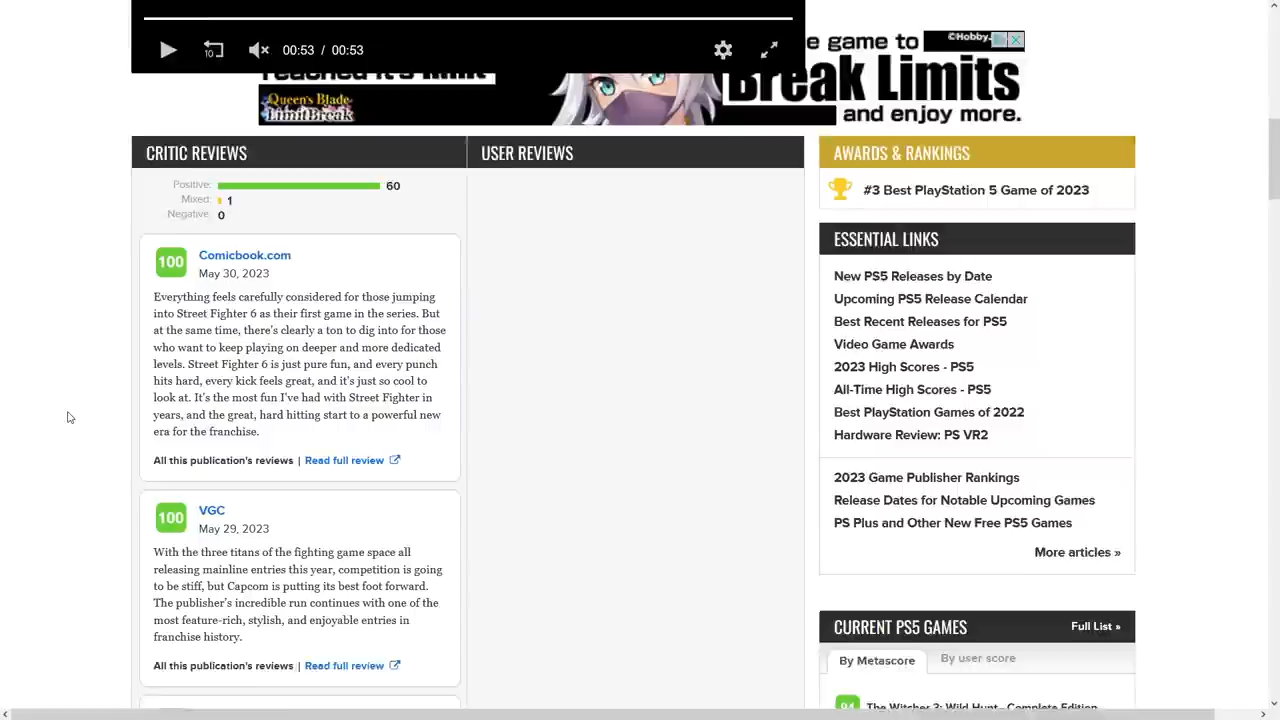 00:53 / 00:53
e game to
©Hobby
Break Limits
and enjoy more.
Queen's Blade
LimitBreak
CRITIC REVIEWS
Positive: 60
Mixed: 1
Negative: 0
100
Comicbook.com
May 30, 2023
Everything feels carefully considered for those jumping
into Street Fighter 6 as their first game in the series. But
at the same time, there's clearly a ton to dig into for those
who want to keep playing on deeper and more dedicated
levels. Street Fighter 6 is just pure fun, and every punch
hits hard, every kick feels great, and it's just so cool to
look at. It's the most fun I've had with Street Fighter in
years, and the great, hard hitting start to a powerful new
era for the franchise.
All this publication's reviews | Read full review
100
VGC
May 29, 2023
With the three titans of the fighting game space all
releasing mainline entries this year, competition is going
to be stiff, but Capcom is putting its best foot forward.
The publisher's incredible run continues with one of the
most feature-rich, stylish, and enjoyable entries in
franchise history.
All this publication's reviews | Read full review
USER REVIEWS
AWARDS & RANKINGS
#3 Best PlayStation 5 Game of 2023
ESSENTIAL LINKS
New PS5 Releases by Date
Upcoming PS5 Release Calendar
Best Recent Releases for PS5
Video Game Awards
2023 High Scores - PS5
All-Time High Scores - PS5
Best PlayStation Games of 2022
Hardware Review: PS VR2
2023 Game Publisher Rankings
Release Dates for Notable Upcoming Games
PS Plus and Other New Free PS5 Games
More articles »
CURRENT PS5 GAMES
Full List »
By Metascore
By user score
The Witcher 3: Wild Hunt - Complete Edition